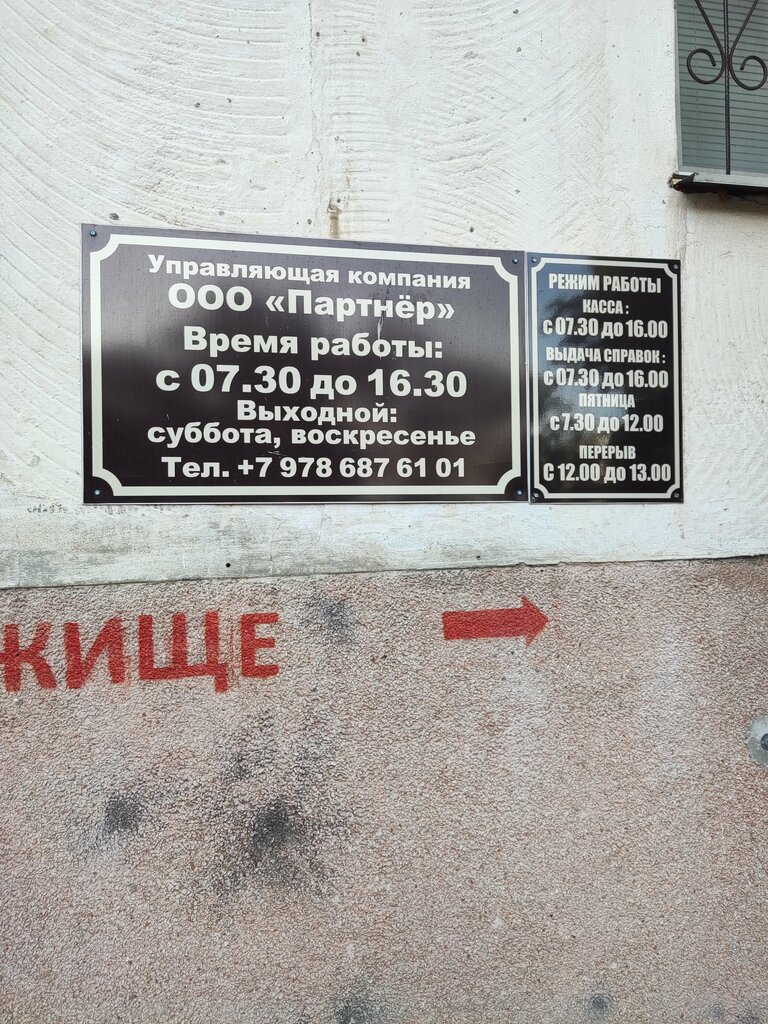 Управляющая компания
ООО «Партнёр»
Время работы:
с 07.30 до 16.30
Выходной:
суббота, воскресенье
Тел. +7 978 687 61 01
РЕЖИМ РАБОТЫ
КАССА :
с 07.30 до 16.00
ВЫДАЧА СПРАВОК :
с 07.30 до 16.00
ПЯТНИЦА
с 7.30 до 12.00
ПЕРЕРЫВ
С 12.00 до 13.00
ЖИЩЕ